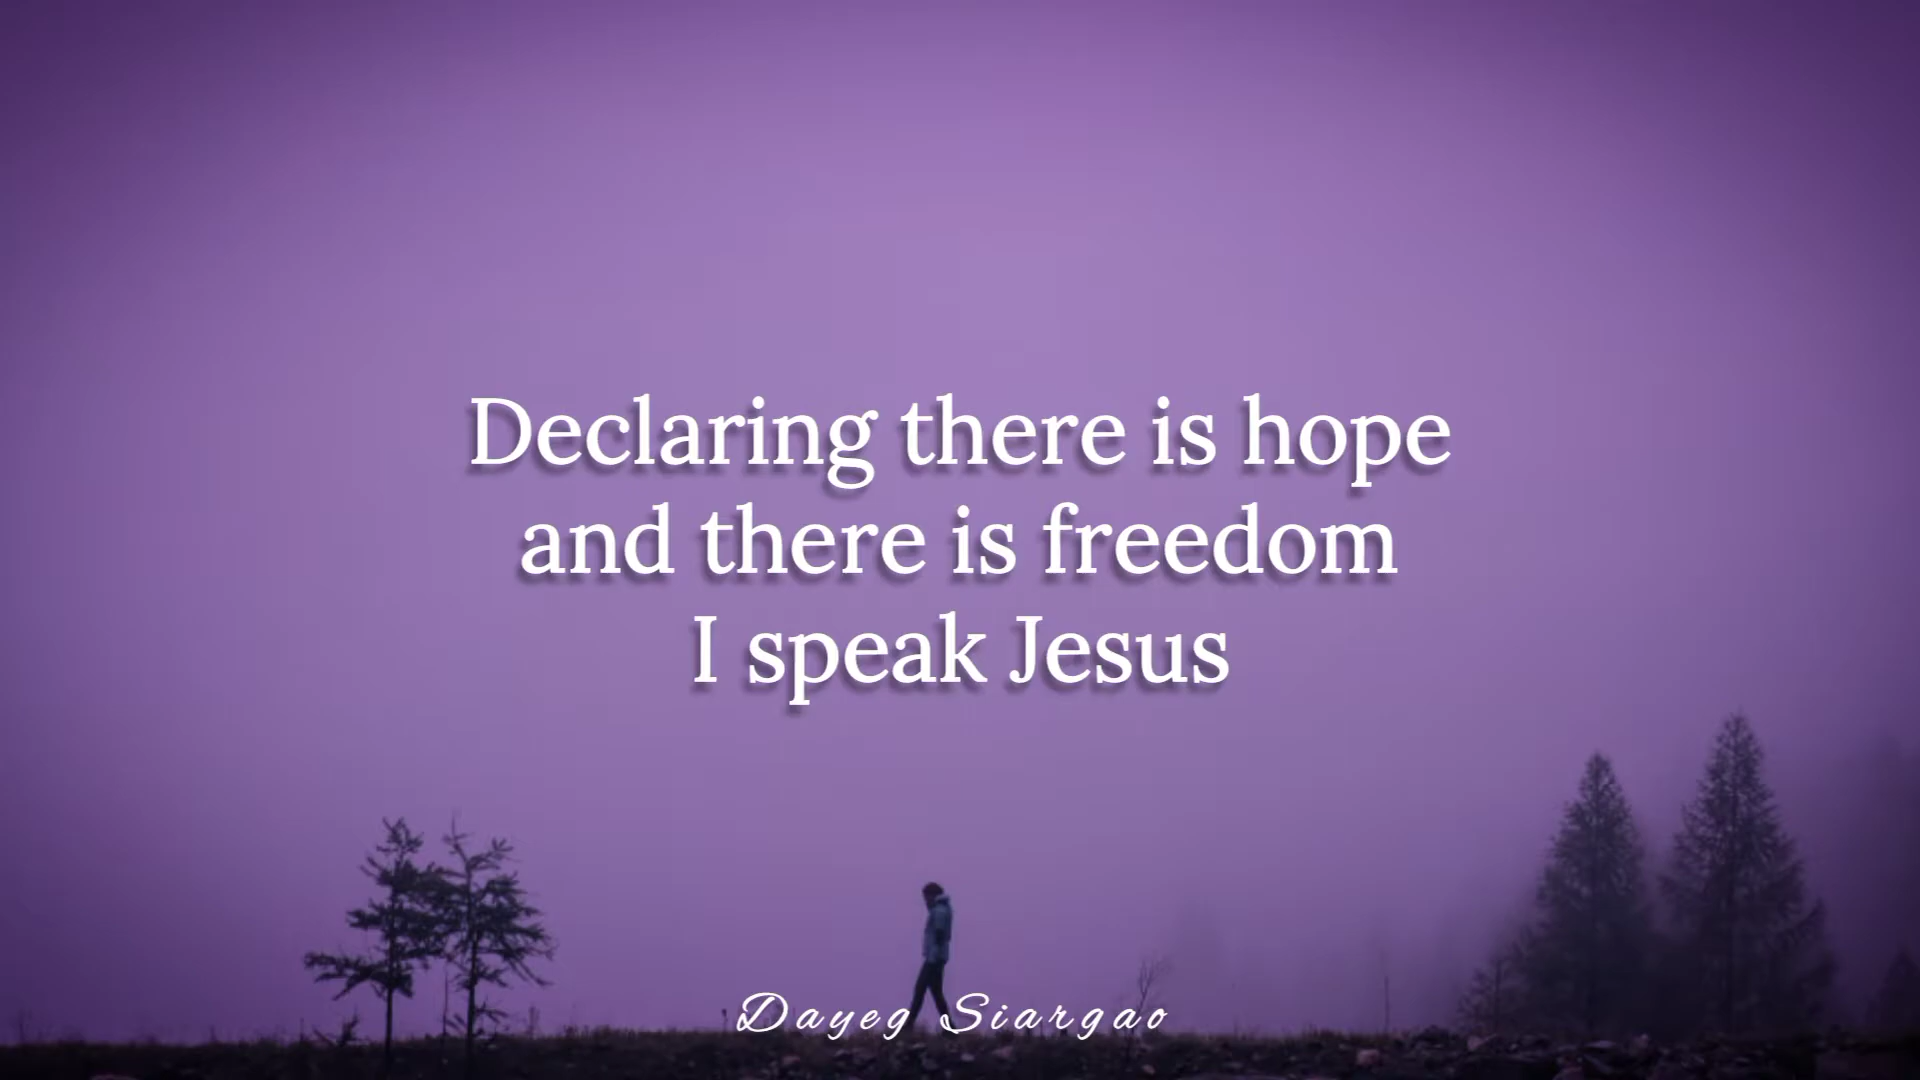 Declaring there is hope
and there is freedom
I speak Jesus
Dayeg Siargao